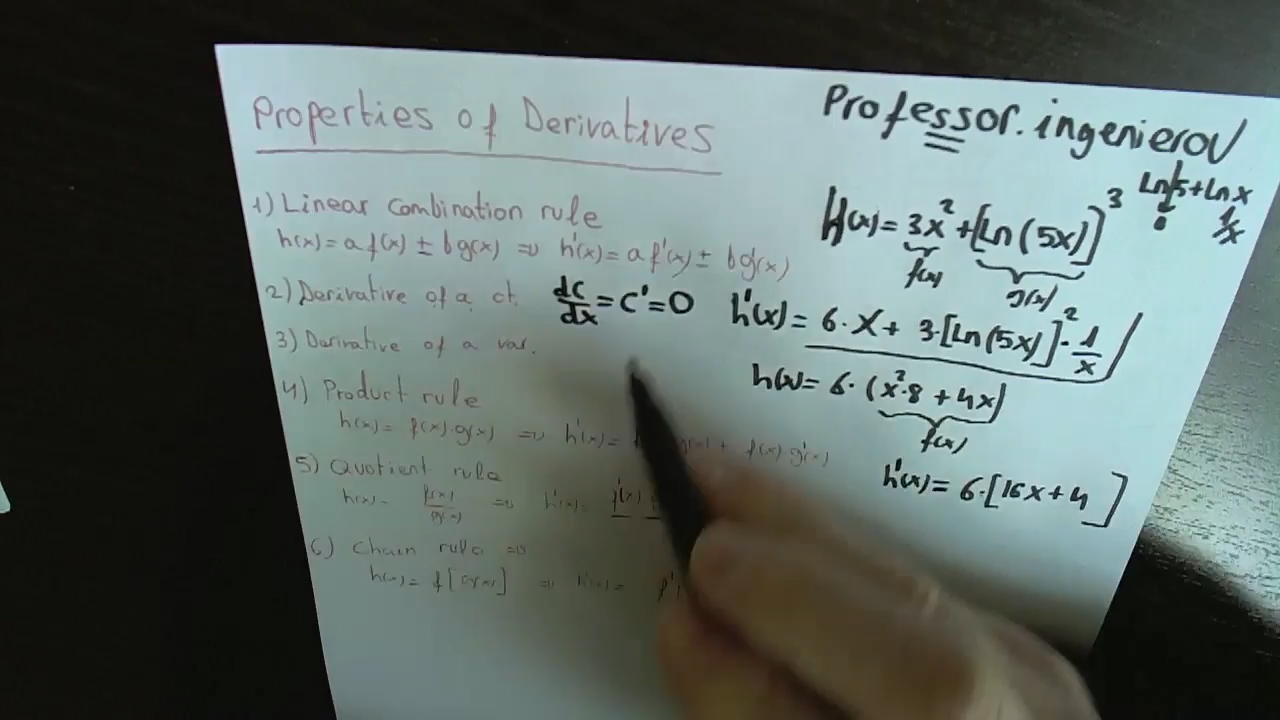 Properties of Derivatives
1) Linear Combination rule
h(x) = a f(x) ± b g(x) ⇒ h'(x) = a f'(x) ± b g'(x)
2) Derivative of a ct. dc/dx = C' = 0
3) Derivative of a var.
4) Product rule
h(x) = f(x)·g(x) ⇒ h'(x) = + f(x)·g'(x)
5) Quotient rule
h(x) = f(x)/g(x) ⇒ h'(x) = f'(x)
6) Chain rule ⇒
h(x) = f[g(x)] ⇒ h'(x) = f'
Professor.ingenierov
Ln5+Lnx
1/x
H(x) = 3x² + [Ln(5x)]³
f(x)
g(x)
h'(x) = 6·x + 3·[Ln(5x)]²·1/x
h(x) = 6·(x²·8 + 4x)
f(x)
h'(x) = 6·[16x+4]